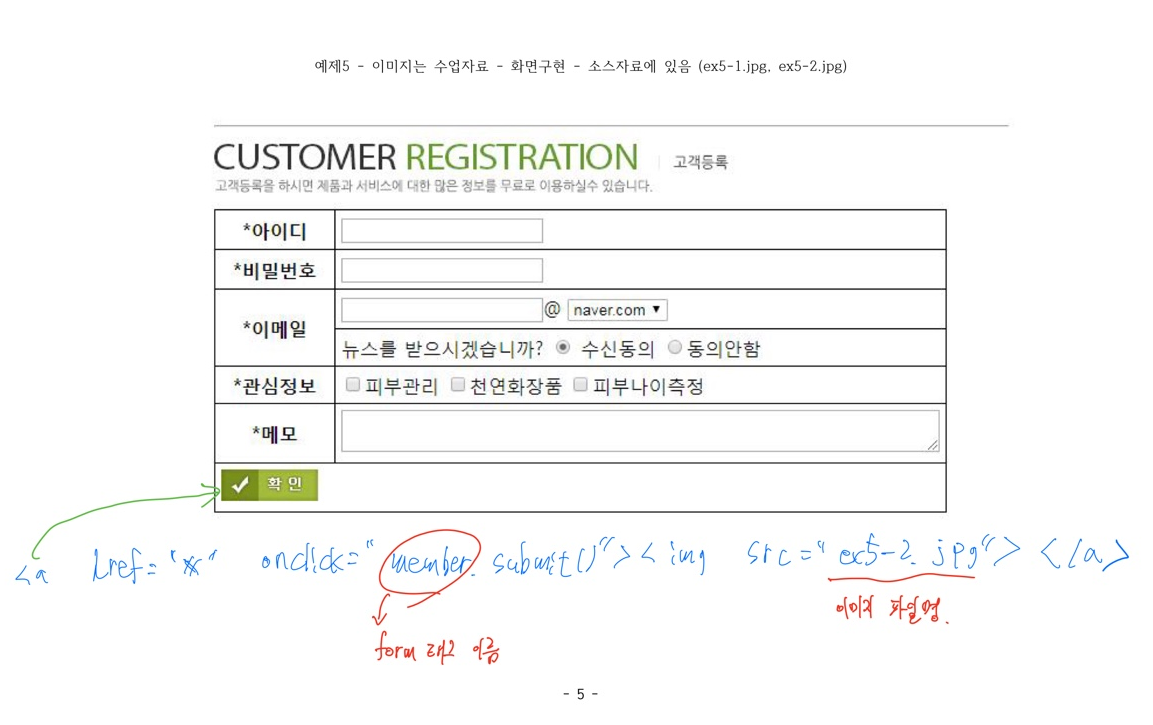 예제5 - 이미지는 수업자료 - 화면구현 - 소스자료에 있음 (ex5-1.jpg, ex5-2.jpg)
CUSTOMER REGISTRATION | 고객등록
고객등록을 하시면 제품과 서비스에 대한 많은 정보를 무료로 이용하실수 있습니다.
*아이디
*비밀번호
*이메일 @ naver.com ▼
뉴스를 받으시겠습니까? 수신동의 동의안함
*관심정보 피부관리 천연화장품 피부나이측정
*메모
확인
<a href="#" onclick="member.submit()"><img src="ex5-2.jpg"></a>
이미지 파일명.
form 태그 이름
- 5 -